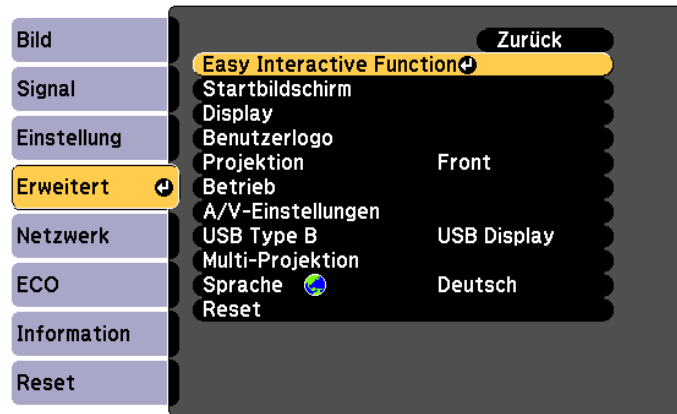 Bild
Signal
Einstellung
Erweitert
Netzwerk
ECO
Information
Reset
Zurück
Easy Interactive Function
Startbildschirm
Display
Benutzerlogo
Projektion Front
Betrieb
A/V-Einstellungen
USB Type B USB Display
Multi-Projektion
Sprache Deutsch
Reset